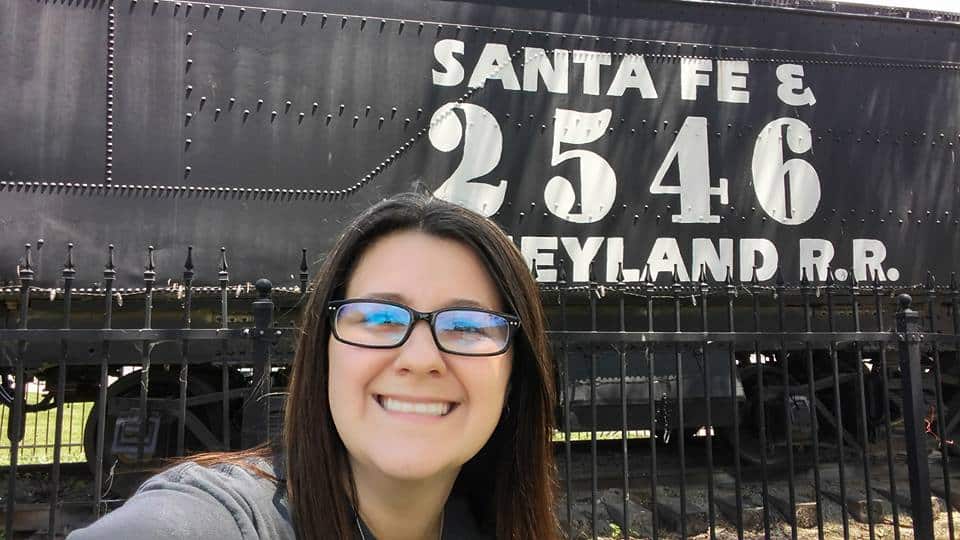 SANTA FE &
2546
EYLAND R.R.